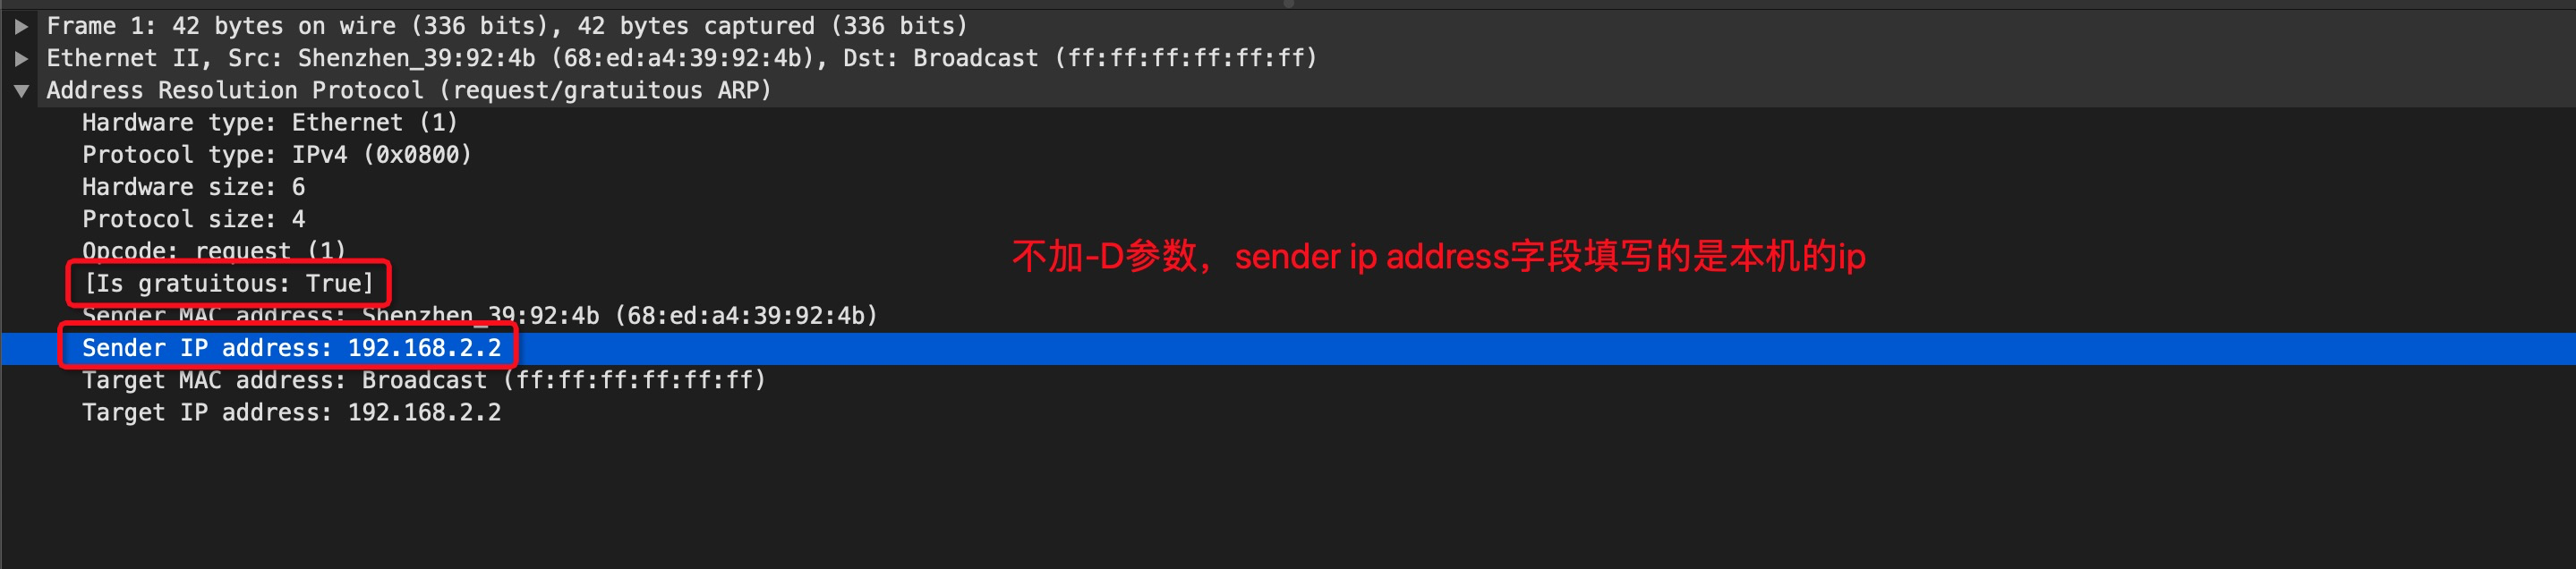 Frame 1: 42 bytes on wire (336 bits), 42 bytes captured (336 bits)
Ethernet II, Src: Shenzhen_39:92:4b (68:ed:a4:39:92:4b), Dst: Broadcast (ff:ff:ff:ff:ff:ff)
Address Resolution Protocol (request/gratuitous ARP)
Hardware type: Ethernet (1)
Protocol type: IPv4 (0x0800)
Hardware size: 6
Protocol size: 4
Opcode: request (1)
不加-D参数，sender ip address字段填写的是本机的ip
[Is gratuitous: True]
Sender MAC address: Shenzhen_39:92:4b (68:ed:a4:39:92:4b)
Sender IP address: 192.168.2.2
Target MAC address: Broadcast (ff:ff:ff:ff:ff:ff)
Target IP address: 192.168.2.2